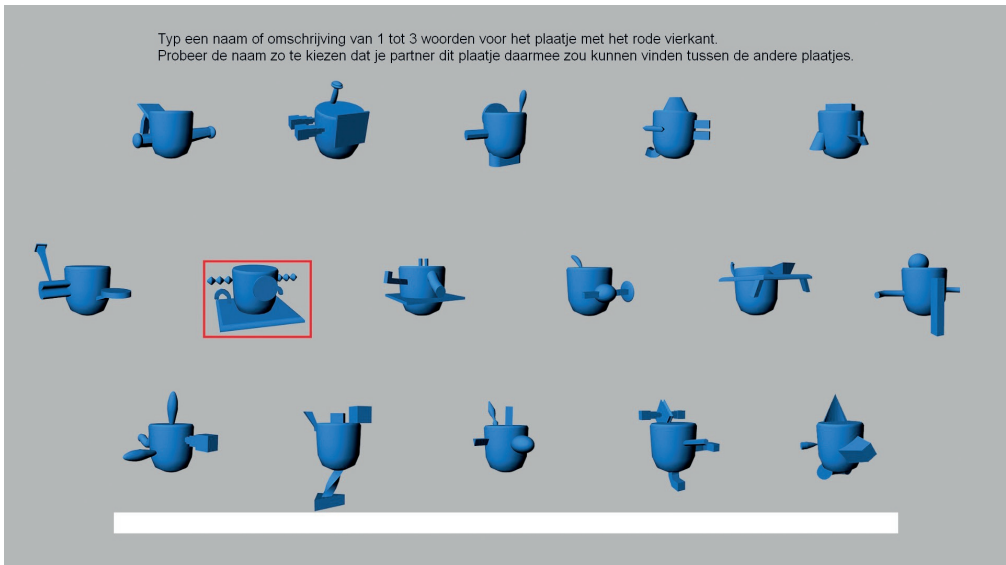 Typ een naam of omschrijving van 1 tot 3 woorden voor het plaatje met het rode vierkant.
Probeer de naam zo te kiezen dat je partner dit plaatje daarmee zou kunnen vinden tussen de andere plaatjes.